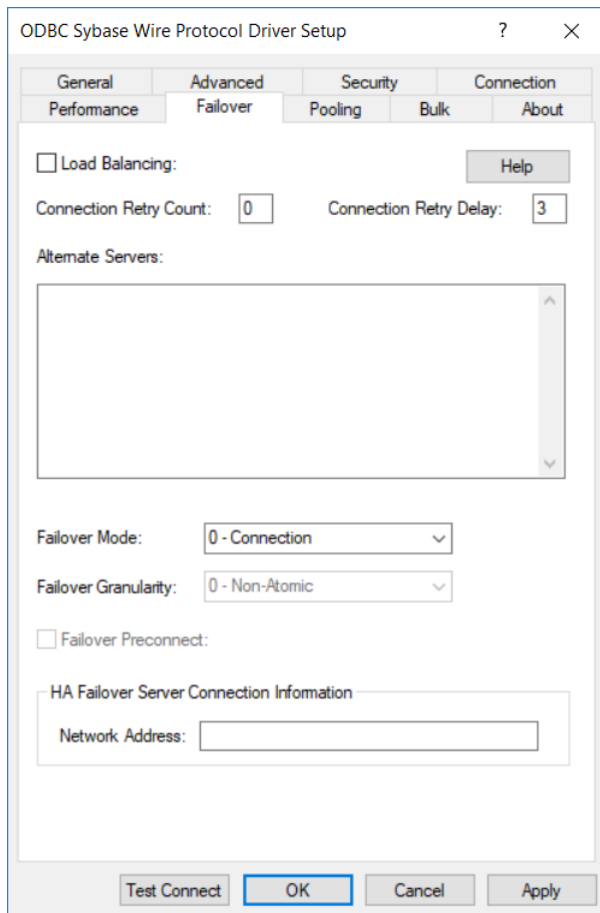 ODBC Sybase Wire Protocol Driver Setup ?
General Advanced Security Connection
Performance Failover Pooling Bulk About
Load Balancing: Help
Connection Retry Count: 0 Connection Retry Delay: 3
Alternate Servers:
Failover Mode: 0 - Connection
Failover Granularity: 0 - Non-Atomic
Failover Preconnect:
HA Failover Server Connection Information
Network Address:
Test Connect OK Cancel Apply